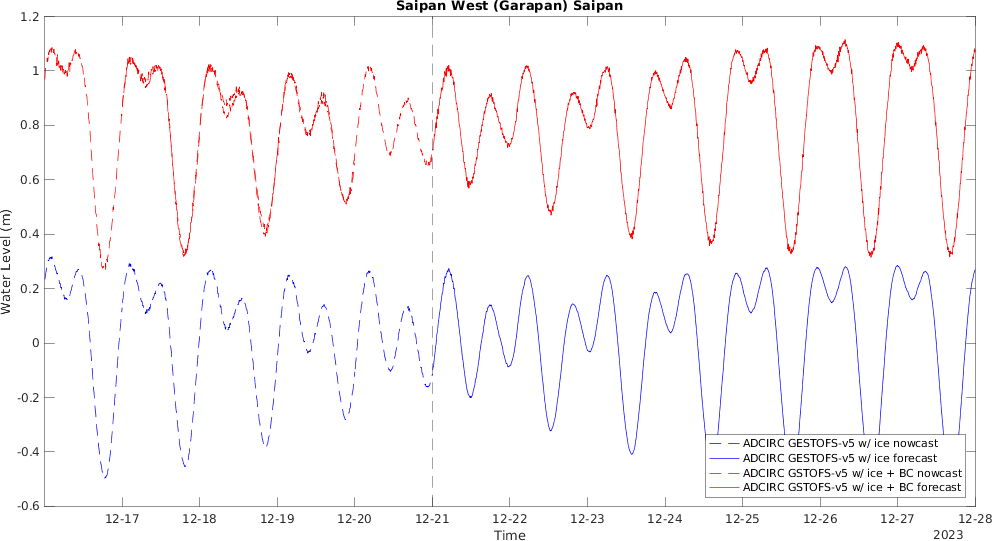 Saipan West (Garapan) Saipan
Water Level (m)
1.2
1
0.8
0.6
0.4
0.2
0
-0.2
-0.4
-0.6
ADCIRC GESTOFS-v5 w/ ice nowcast
ADCIRC GESTOFS-v5 w/ ice forecast
ADCIRC GSTOFS-v5 w/ ice + BC nowcast
ADCIRC GSTOFS-v5 w/ ice + BC forecast
12-17 12-18 12-19 12-20 12-21 12-22 12-23 12-24 12-25 12-26 12-27 12-28
Time
2023